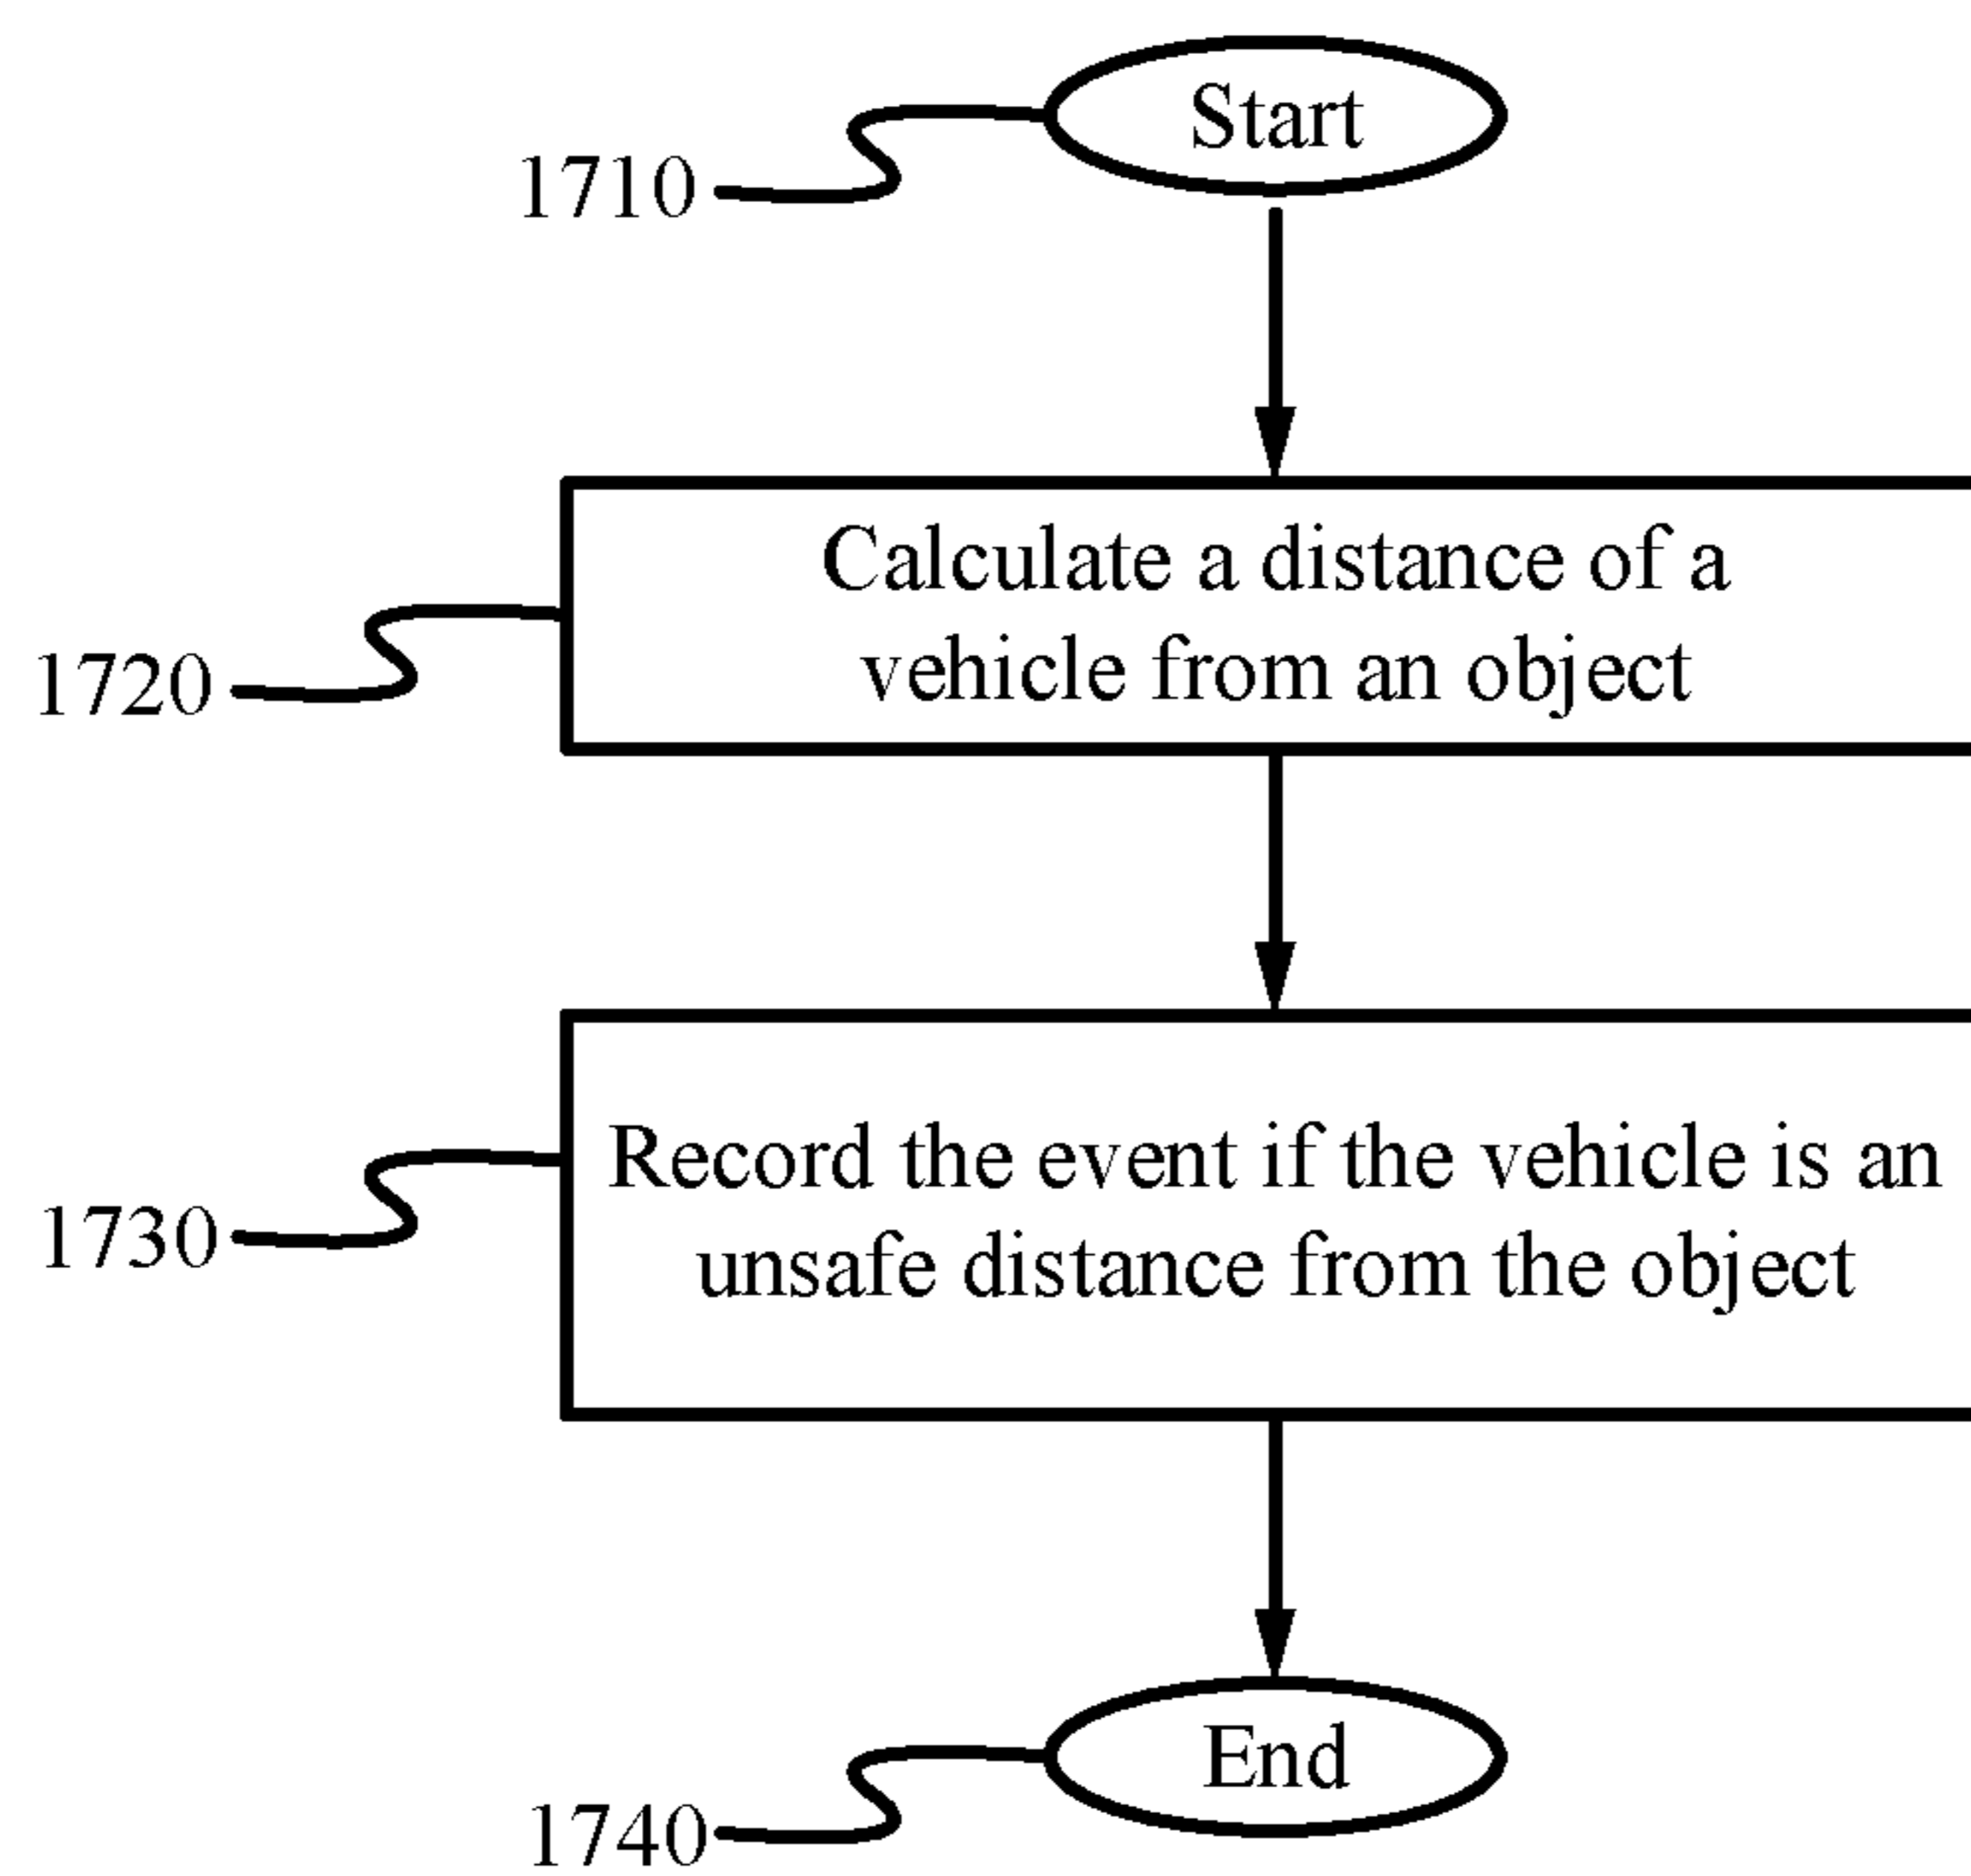 Start
1710
Calculate a distance of a
vehicle from an object
1720
Record the event if the vehicle is an
unsafe distance from the object
1730
End
1740